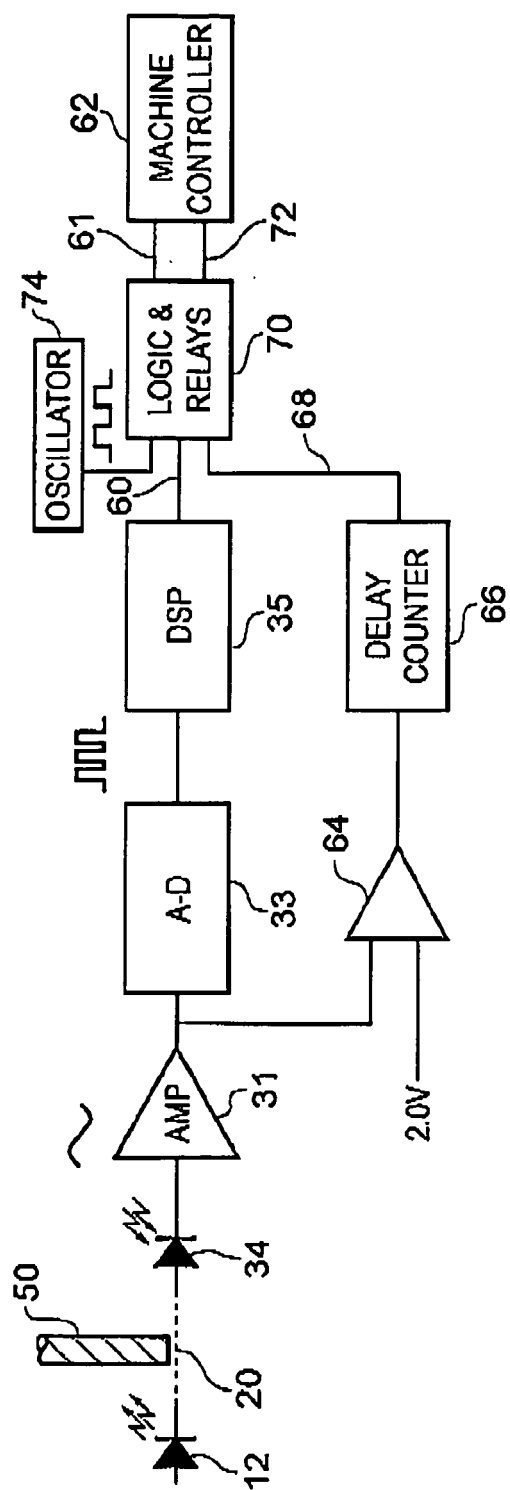 50
12
20
34
AMP
31
A-D
33
DSP
35
60
OSCILLATOR
74
LOGIC &
RELAYS
70
61
72
62
MACHINE
CONTROLLER
2.0V
64
DELAY
COUNTER
66
68